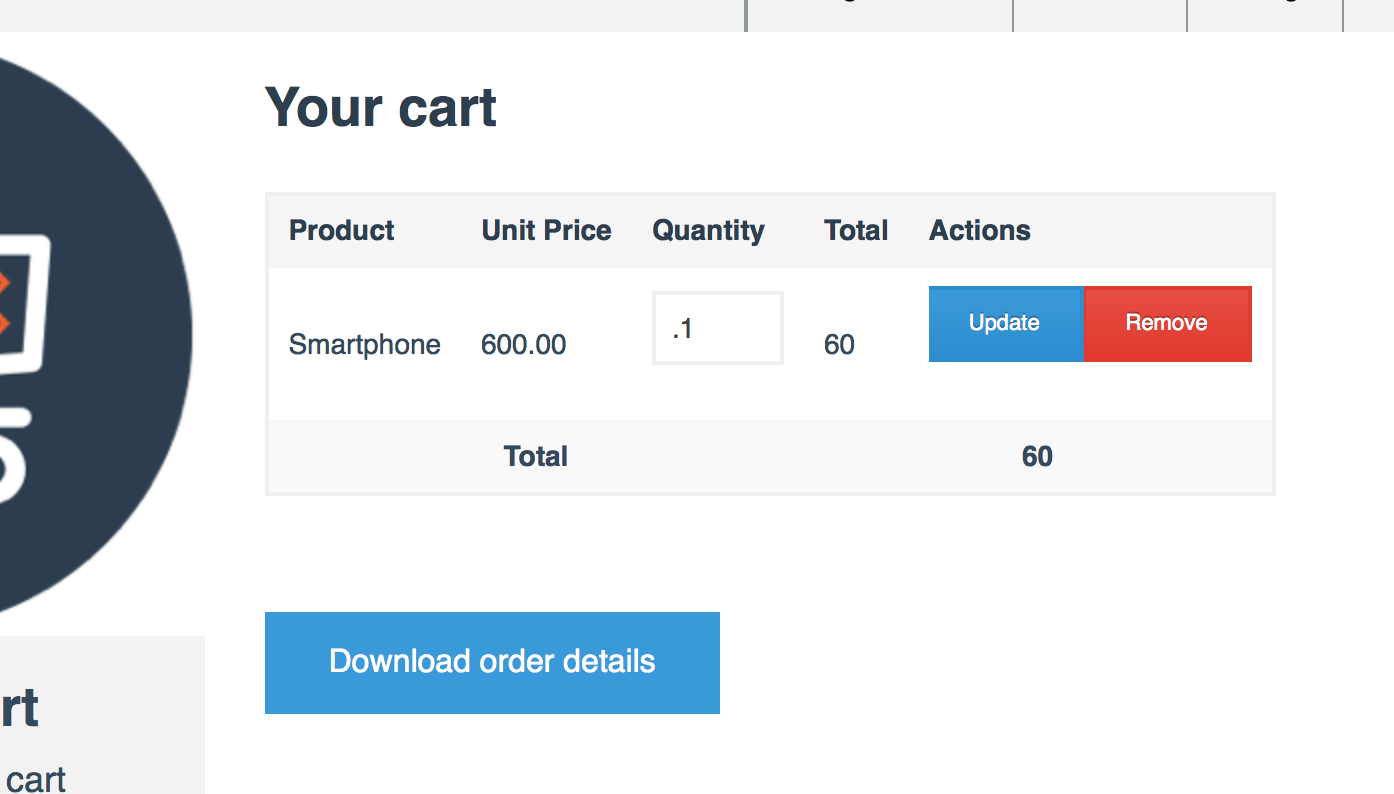 Your cart
Product Unit Price Quantity Total Actions
Smartphone 600.00 .1 60 Update Remove
Total 60
Download order details
rt
cart